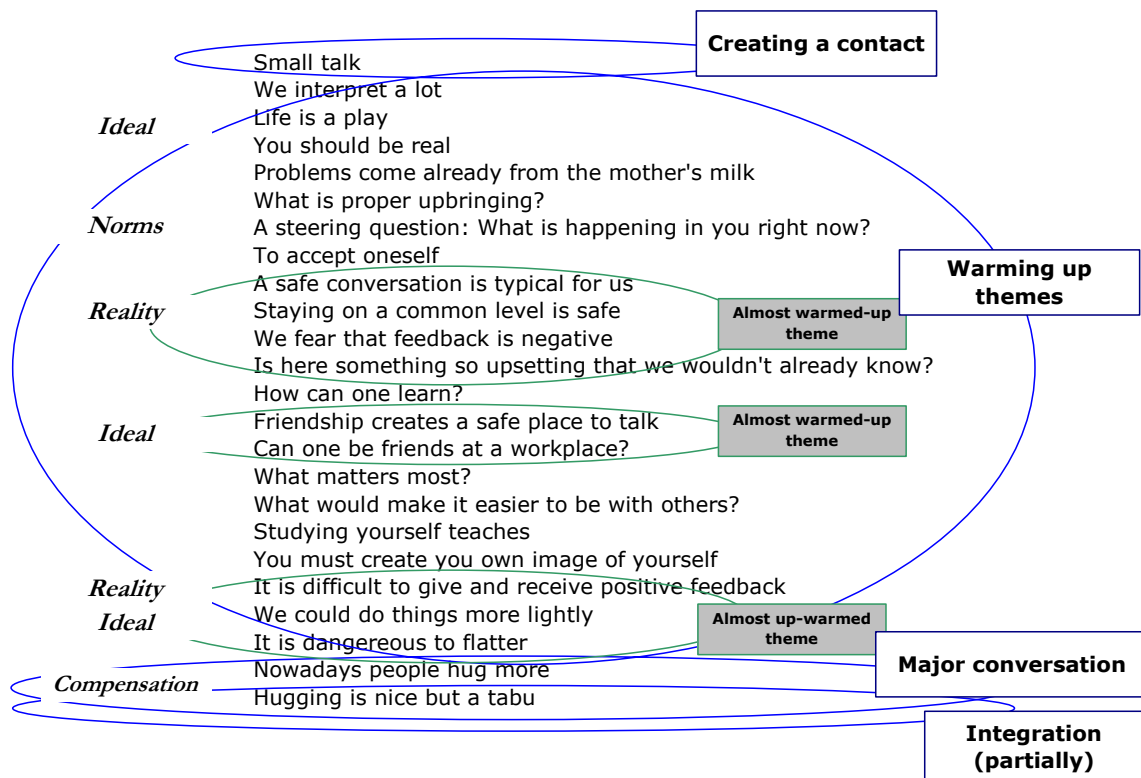 Creating a contact
Small talk
We interpret a lot
Ideal
Life is a play
You should be real
Problems come already from the mother's milk
What is proper upbringing?
Norms
A steering question: What is happening in you right now?
To accept oneself
Warming up
themes
A safe conversation is typical for us
Reality
Staying on a common level is safe
Almost warmed-up
theme
We fear that feedback is negative
Is here something so upsetting that we wouldn't already know?
How can one learn?
Friendship creates a safe place to talk
Ideal
Almost warmed-up
theme
Can one be friends at a workplace?
What matters most?
What would make it easier to be with others?
Studying yourself teaches
You must create you own image of yourself
Reality
It is difficult to give and receive positive feedback
Ideal
We could do things more lightly
Almost up-warmed
theme
It is dangereous to flatter
Major conversation
Nowadays people hug more
Compensation
Hugging is nice but a tabu
Integration
(partially)